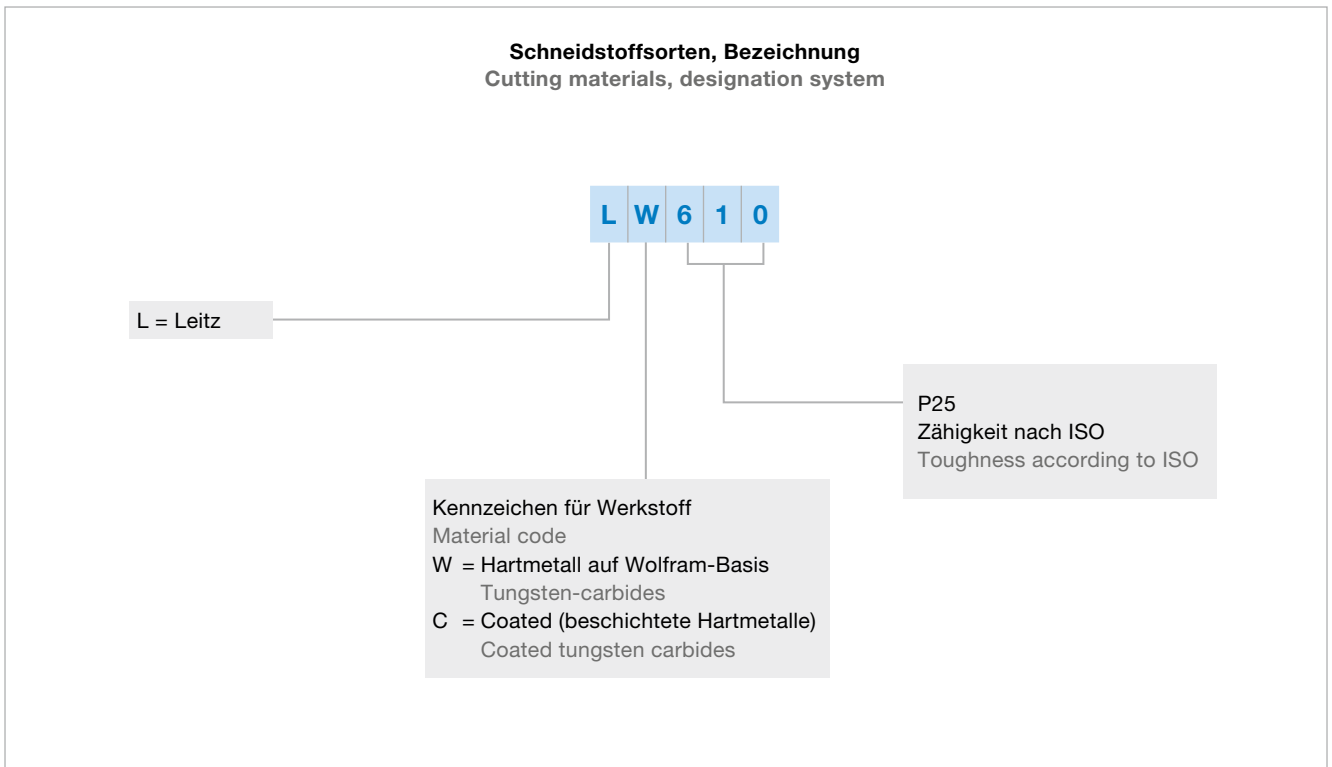 Schneidstoffsorten, Bezeichnung
Cutting materials, designation system
L W 6 1 0
L = Leitz
P25
Zähigkeit nach ISO
Toughness according to ISO
Kennzeichen für Werkstoff
Material code
W = Hartmetall auf Wolfram-Basis
Tungsten-carbides
C = Coated (beschichtete Hartmetalle)
Coated tungsten carbides